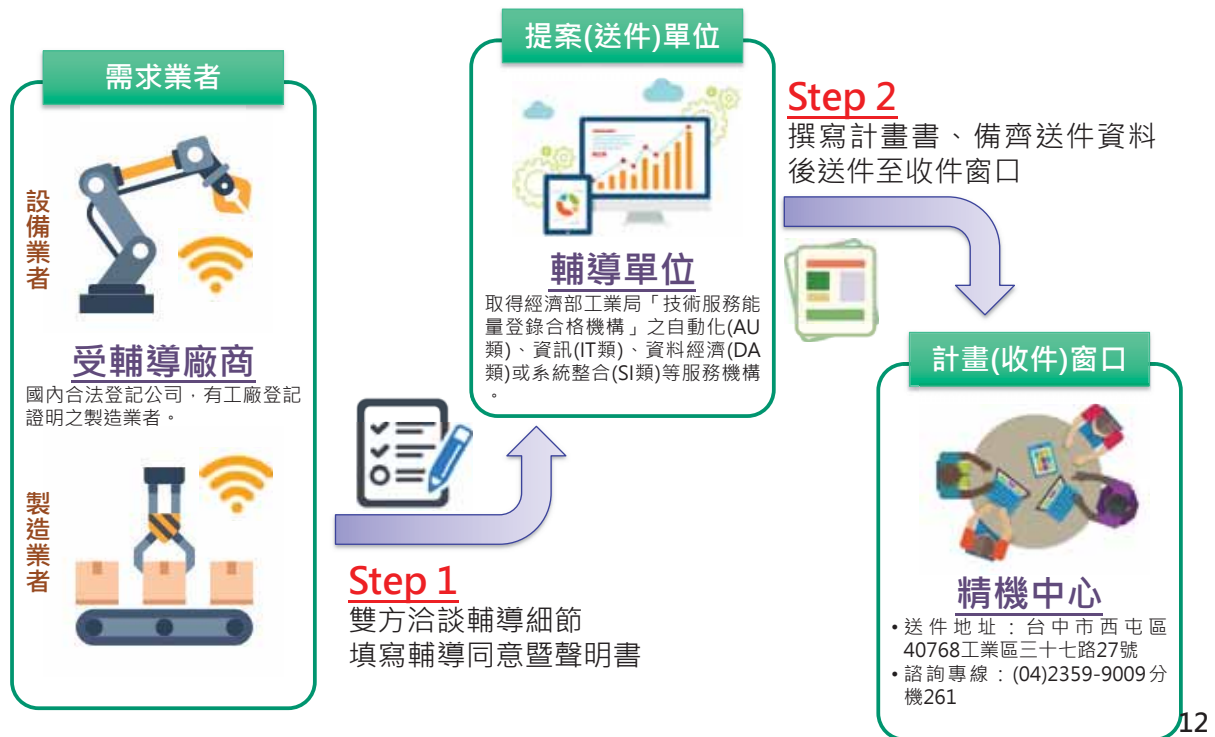 需求業者
設備業者
受輔導廠商
國內合法登記公司，有工廠登記
證明之製造業者。
製造業者
Step 1
雙方洽談輔導細節
填寫輔導同意暨聲明書
提案(送件)單位
輔導單位
取得經濟部工業局「技術服務能
量登錄合格機構」之自動化(AU
類)、資訊(IT類)、資料經濟(DA
類)或系統整合(SI類)等服務機構
。
Step 2
撰寫計畫書、備齊送件資料
後送件至收件窗口
計畫(收件)窗口
精機中心
•送件地址：台中市西屯區
40768工業區三十七路27號
•諮詢專線：(04)2359-9009分
機261
12